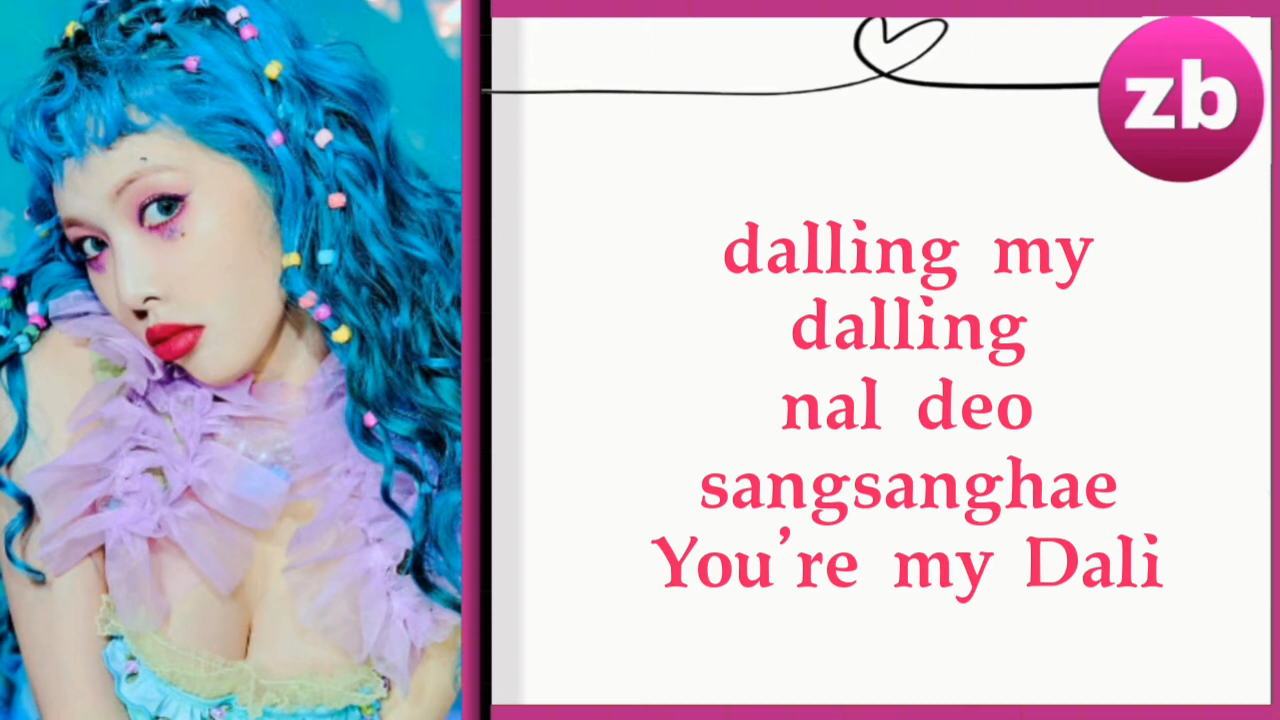 zb
dalling my
dalling
nal deo
sangsanghae
You're my Dali